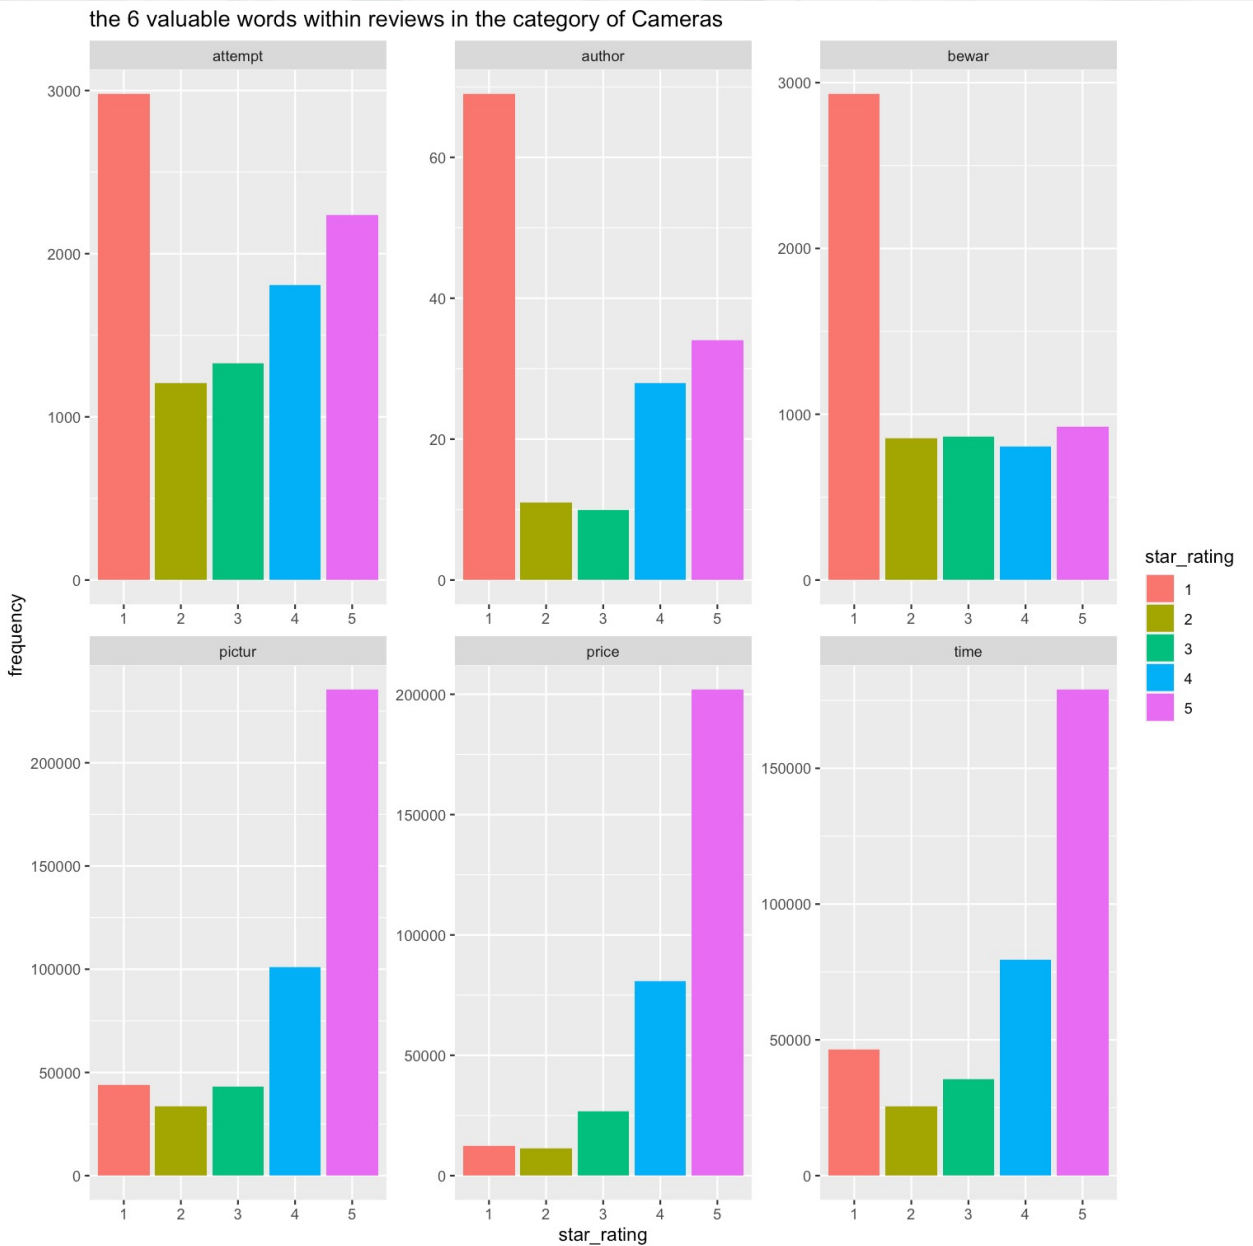 the 6 valuable words within reviews in the category of Cameras
attempt
3000
2000
1000
0
1 2 3 4 5
author
60
40
20
0
1 2 3 4 5
bewar
3000
2000
1000
0
1 2 3 4 5
frequency
pictur
200000
150000
100000
50000
0
1 2 3 4 5
price
200000
150000
100000
50000
0
1 2 3 4 5
time
150000
100000
50000
0
1 2 3 4 5
star_rating
star_rating
1
2
3
4
5